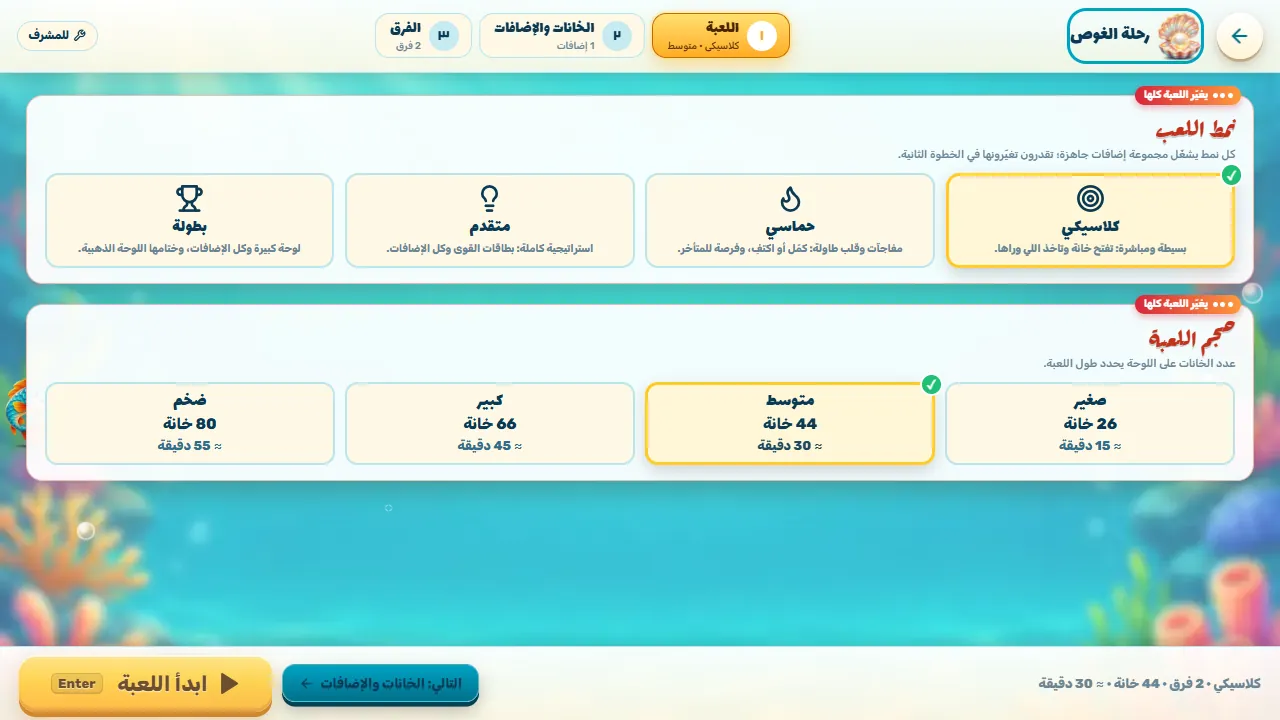 رحلة الغوص
١
اللعبة
كلاسيكي • متوسط
٢
الخانات والإضافات
1 إضافات
٣
الفرق
2 فرق
للمشرف
يغيّر اللعبة كلها
نمط اللعب
كل نمط يشغّل مجموعة إضافات جاهزة؛ تقدرون تغيّرونها في الخطوة الثانية.
كلاسيكي
بسيطة ومباشرة: تفتح خانة وتاخذ اللي وراها.
حماسي
مفاجآت وقلب طاولة: كمّل أو اكتفِ، وفرصة للمتأخر.
متقدم
استراتيجية كاملة: بطاقات القوى وكل الإضافات.
بطولة
لوحة كبيرة وكل الإضافات، وختامها اللوحة الذهبية.
يغيّر اللعبة كلها
حجم اللعبة
عدد الخانات على اللوحة يحدد طول اللعبة.
صغير
26 خانة
≈ 15 دقيقة
متوسط
44 خانة
≈ 30 دقيقة
كبير
66 خانة
≈ 45 دقيقة
ضخم
80 خانة
≈ 55 دقيقة
كلاسيكي • 2 فرق • 44 خانة • ≈ 30 دقيقة
التالي: الخانات والإضافات ←
ابدأ اللعبة Enter